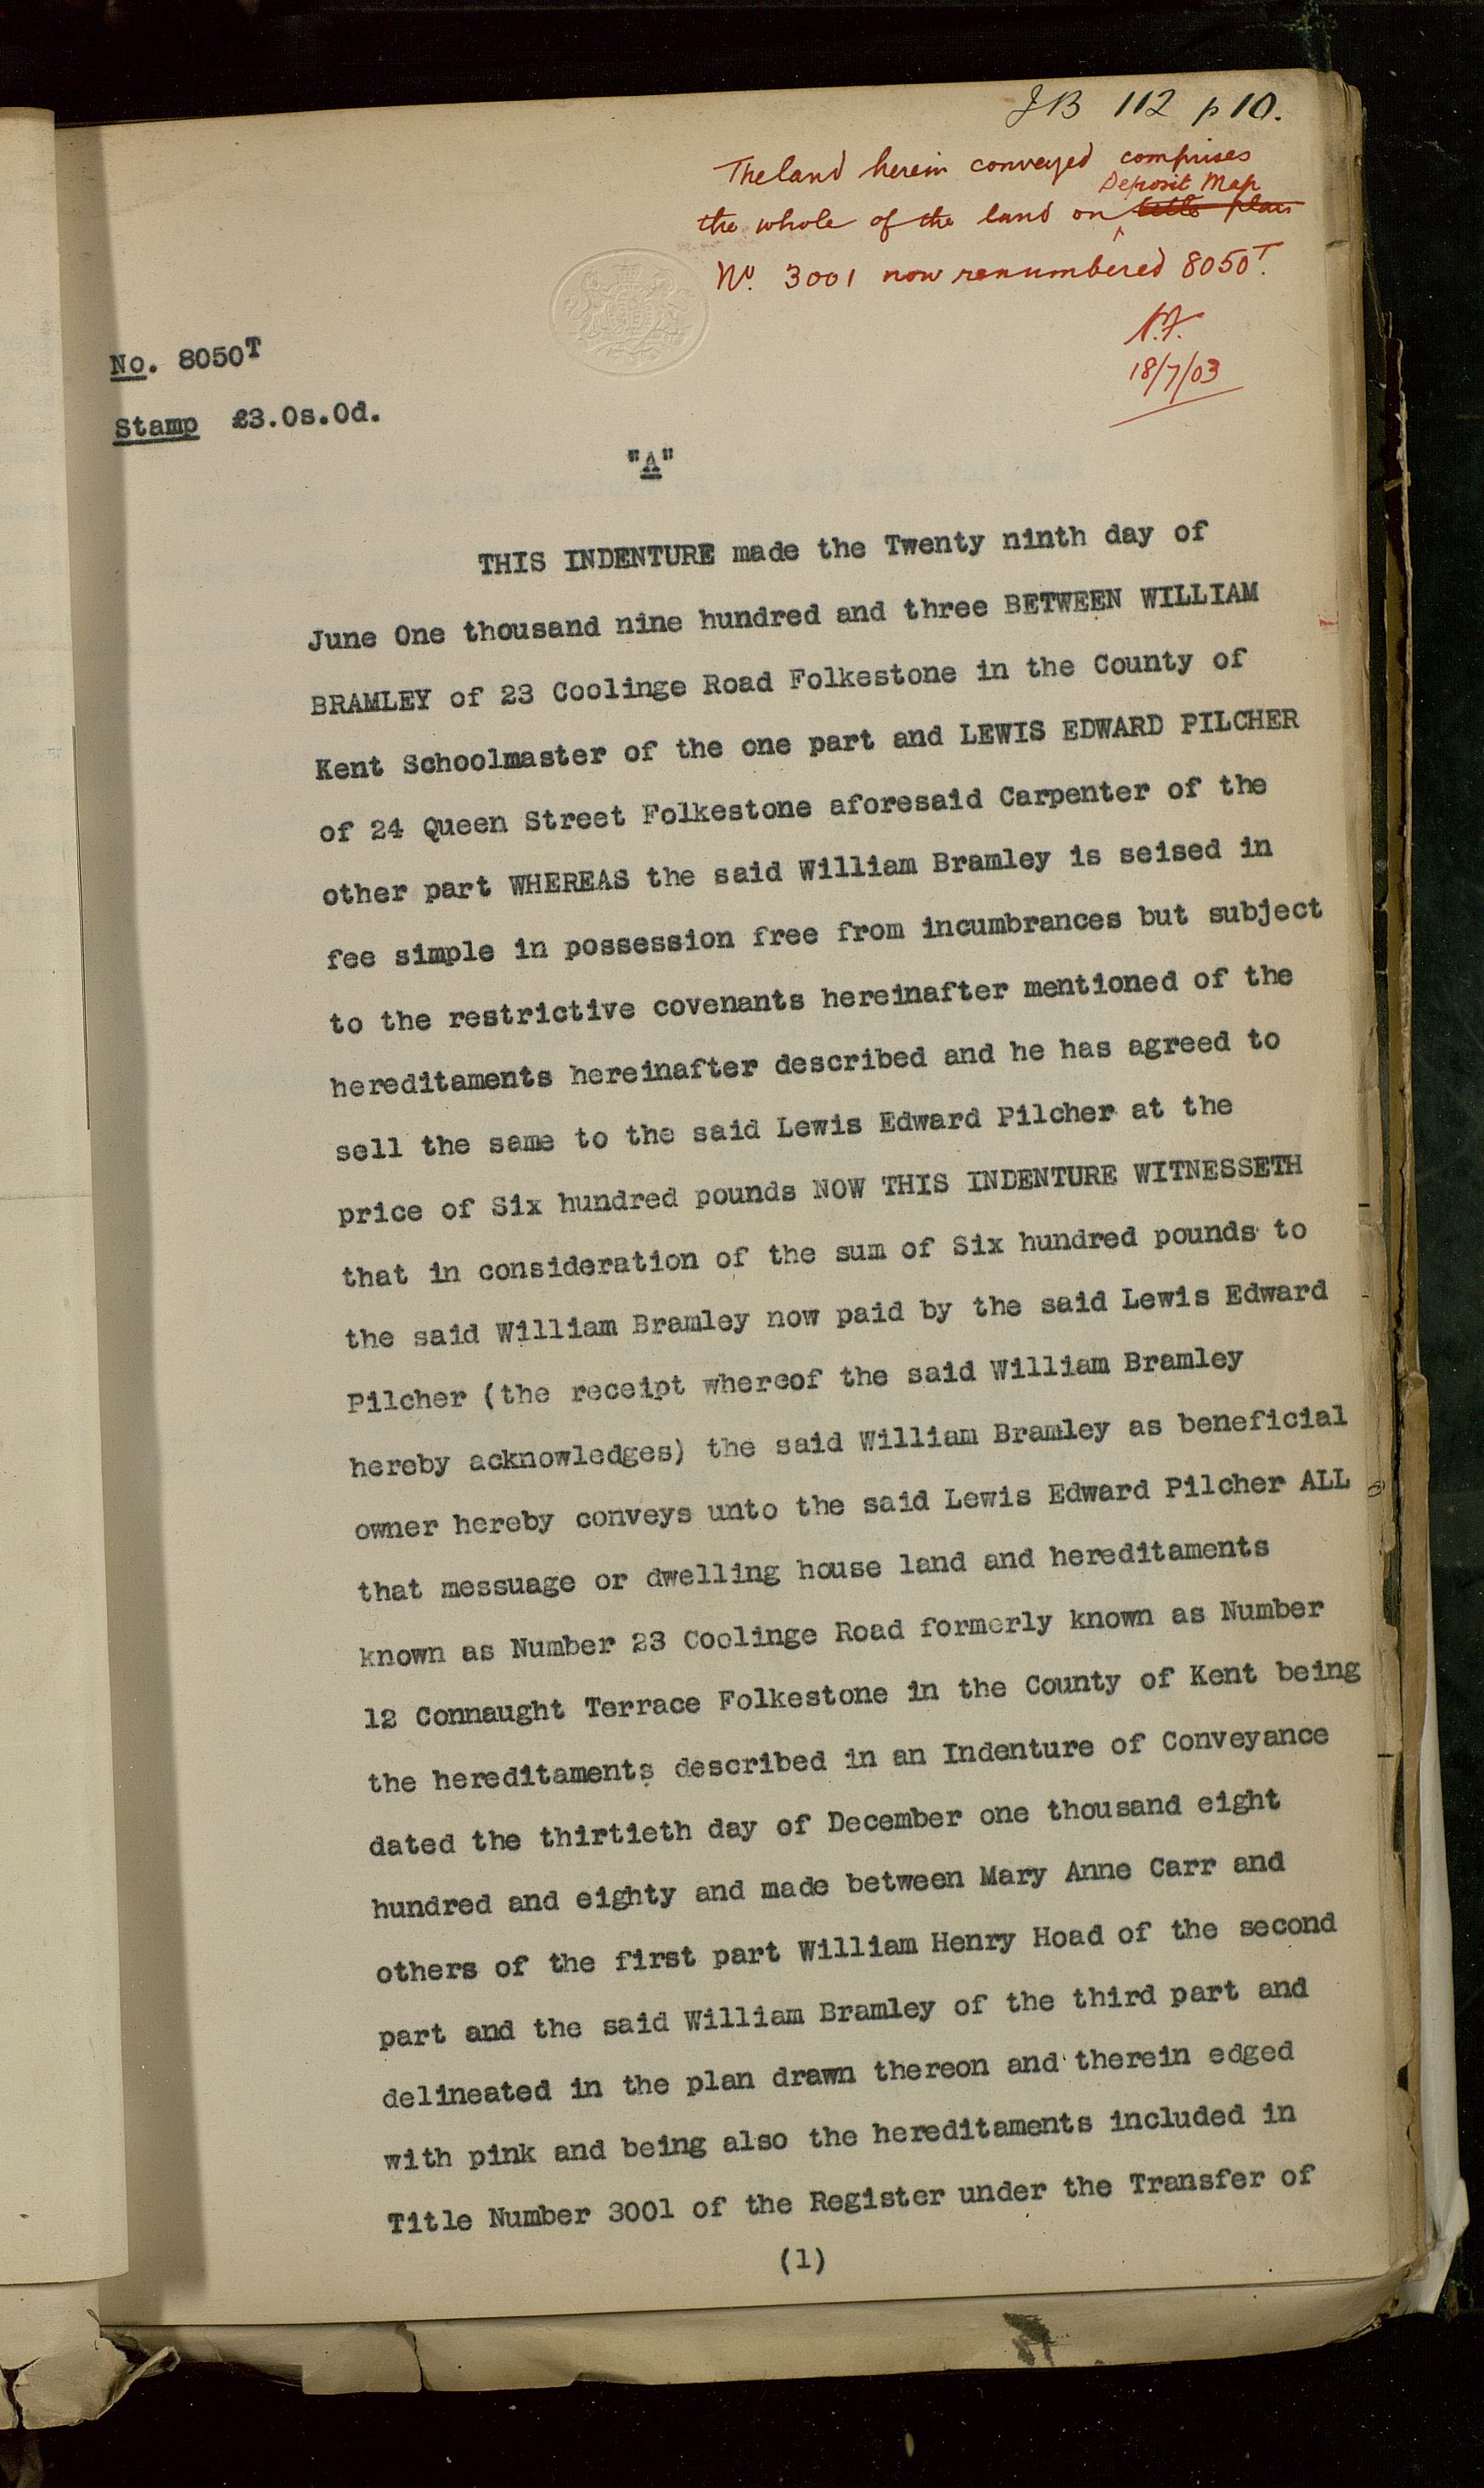 JB 112 p 10.
The land herein conveyed comprises
Deposit Map
the whole of the land on title plan
No. 3001 now renumbered 8050T.
18/7/03
No. 8050T
Stamp £3.0s.0d.
"A"
THIS INDENTURE made the Twenty ninth day of
June One thousand nine hundred and three BETWEEN WILLIAM
BRAMLEY of 23 Coolinge Road Folkestone in the County of
Kent Schoolmaster of the one part and LEWIS EDWARD PILCHER
of 24 Queen Street Folkestone aforesaid Carpenter of the
other part WHEREAS the said William Bramley is seised in
fee simple in possession free from incumbrances but subject
to the restrictive covenants hereinafter mentioned of the
hereditaments hereinafter described and he has agreed to
sell the same to the said Lewis Edward Pilcher at the
price of Six hundred pounds NOW THIS INDENTURE WITNESSETH
that in consideration of the sum of Six hundred pounds to
the said William Bramley now paid by the said Lewis Edward
Pilcher (the receipt whereof the said William Bramley
hereby acknowledges) the said William Bramley as beneficial
owner hereby conveys unto the said Lewis Edward Pilcher ALL
that messuage or dwelling house land and hereditaments
known as Number 23 Coolinge Road formerly known as Number
12 Connaught Terrace Folkestone in the County of Kent being
the hereditaments described in an Indenture of Conveyance
dated the thirtieth day of December one thousand eight
hundred and eighty and made between Mary Anne Carr and
others of the first part William Henry Hoad of the second
part and the said William Bramley of the third part and
delineated in the plan drawn thereon and therein edged
with pink and being also the hereditaments included in
Title Number 3001 of the Register under the Transfer of
(1)